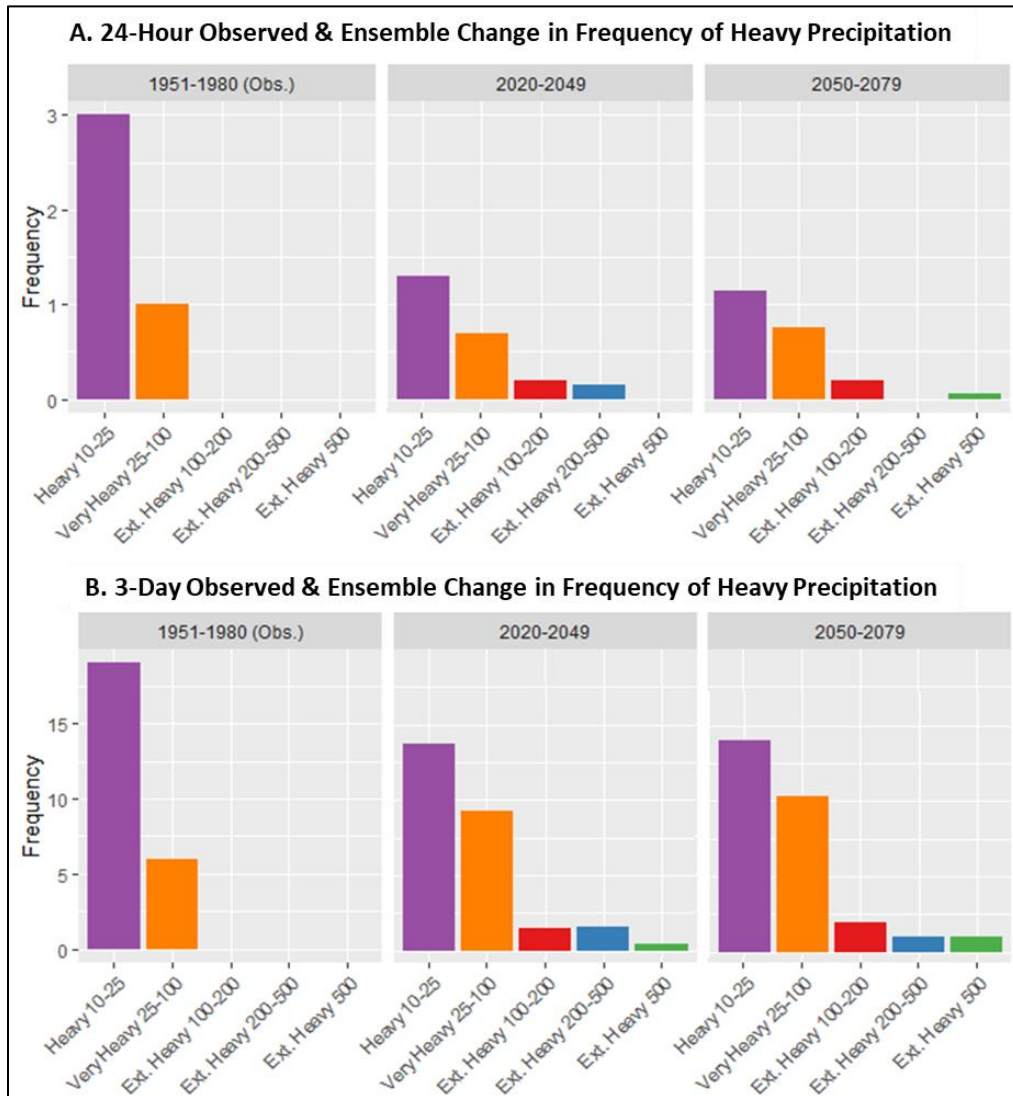 A. 24-Hour Observed & Ensemble Change in Frequency of Heavy Precipitation
1951-1980 (Obs.)
2020-2049
2050-2079
Frequency
3
2
1
0
Heavy 10-25
Very Heavy 25-100
Ext. Heavy 100-200
Ext. Heavy 200-500
Ext. Heavy 500
Heavy 10-25
Very Heavy 25-100
Ext. Heavy 100-200
Ext. Heavy 200-500
Ext. Heavy 500
Heavy 10-25
Very Heavy 25-100
Ext. Heavy 100-200
Ext. Heavy 200-500
Ext. Heavy 500
B. 3-Day Observed & Ensemble Change in Frequency of Heavy Precipitation
1951-1980 (Obs.)
2020-2049
2050-2079
Frequency
15
10
5
0
Heavy 10-25
Very Heavy 25-100
Ext. Heavy 100-200
Ext. Heavy 200-500
Ext. Heavy 500
Heavy 10-25
Very Heavy 25-100
Ext. Heavy 100-200
Ext. Heavy 200-500
Ext. Heavy 500
Heavy 10-25
Very Heavy 25-100
Ext. Heavy 100-200
Ext. Heavy 200-500
Ext. Heavy 500